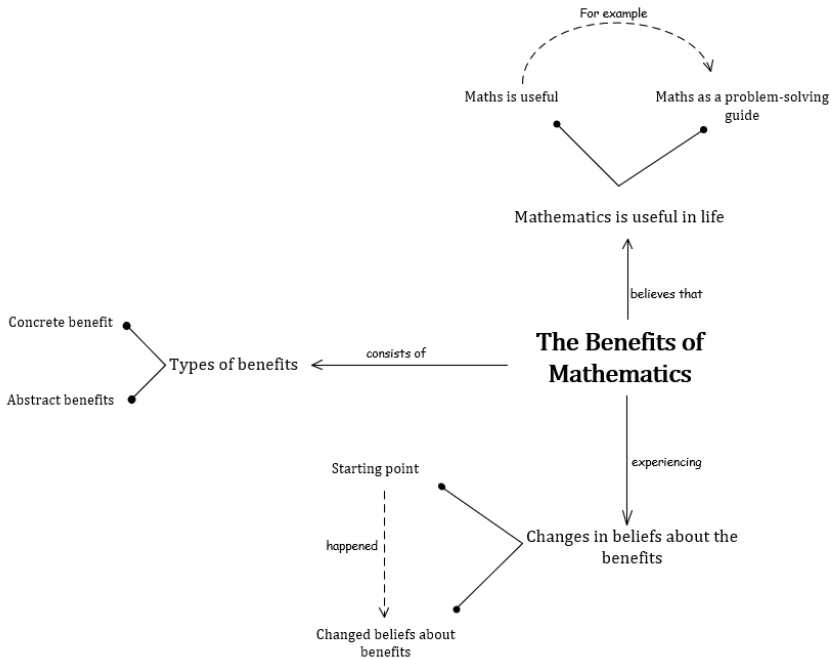 For example
Maths is useful
Maths as a problem-solving
guide
Mathematics is useful in life
believes that
The Benefits of
Mathematics
Concrete benefit
Types of benefits
consists of
Abstract benefits
experiencing
Starting point
happened
Changes in beliefs about the
benefits
Changed beliefs about
benefits